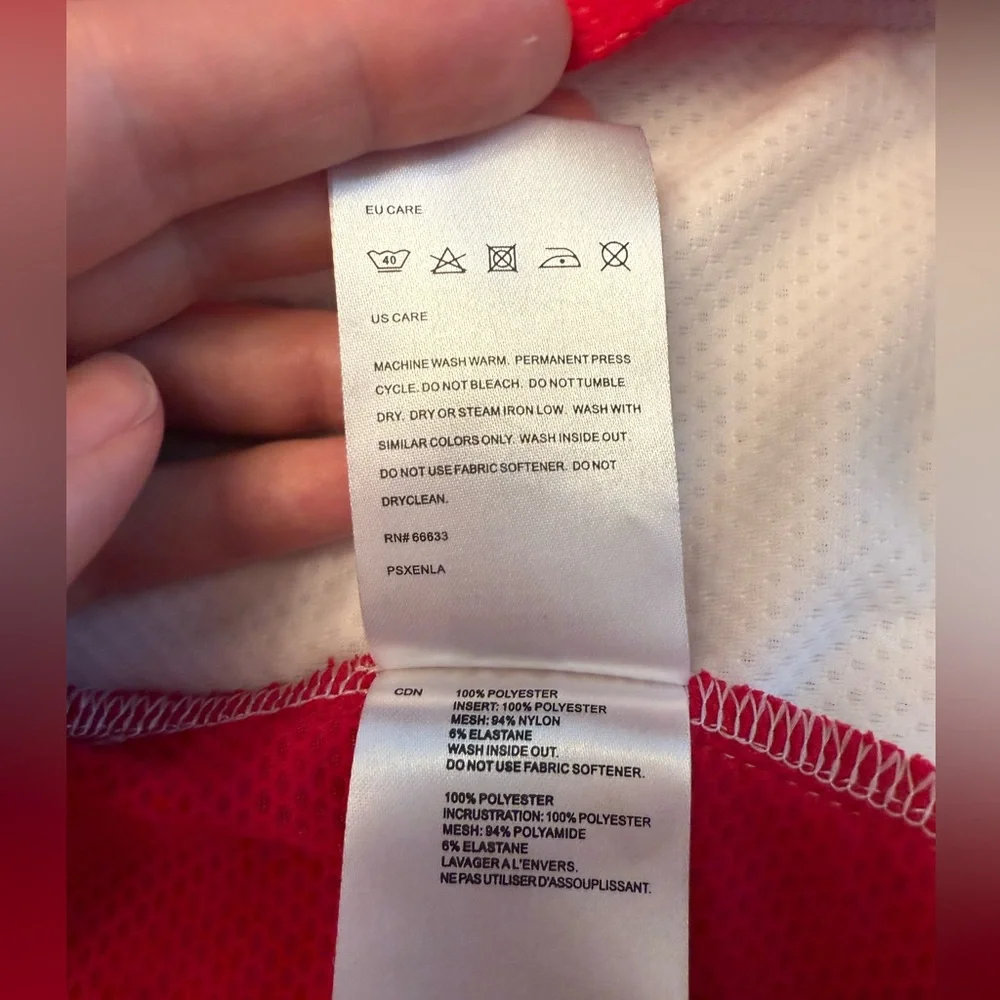 EU CARE
40
US CARE
MACHINE WASH WARM. PERMANENT PRESS
CYCLE. DO NOT BLEACH. DO NOT TUMBLE
DRY. DRY OR STEAM IRON LOW. WASH WITH
SIMILAR COLORS ONLY. WASH INSIDE OUT.
DO NOT USE FABRIC SOFTENER. DO NOT
DRYCLEAN.
RN# 66633
PSXENLA
CDN 100% POLYESTER
INSERT: 100% POLYESTER
MESH: 94% NYLON
6% ELASTANE
WASH INSIDE OUT.
DO NOT USE FABRIC SOFTENER.
100% POLYESTER
INCRUSTRATION: 100% POLYESTER
MESH: 94% POLYAMIDE
6% ELASTANE
LAVAGER A L'ENVERS.
NE PAS UTILISER D'ASSOUPLISSANT.